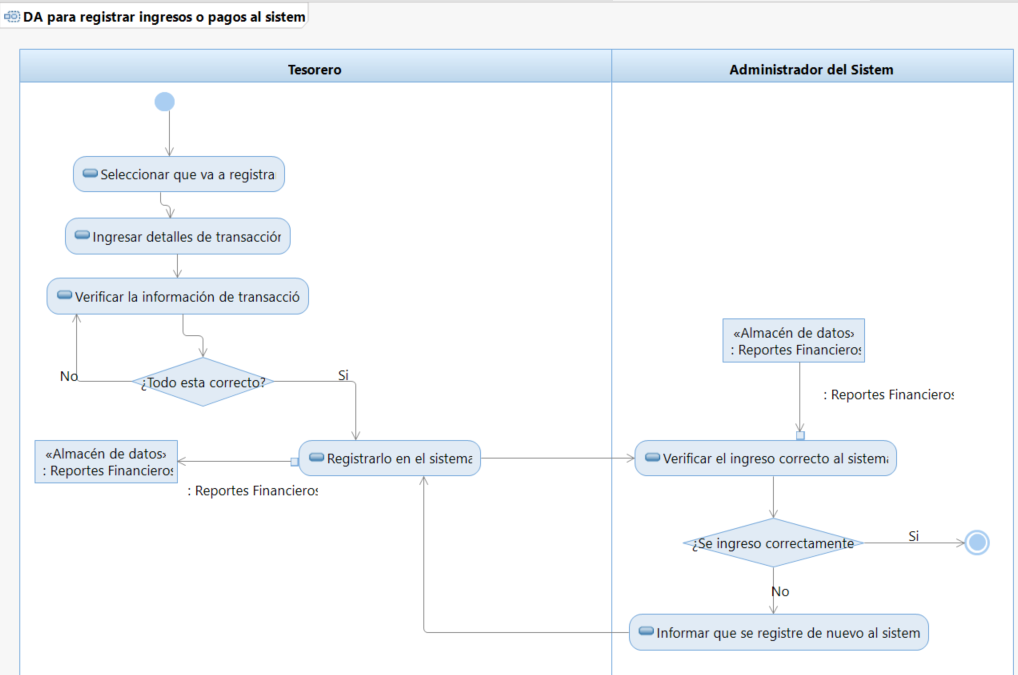 DA para registrar ingresos o pagos al sistem
Tesorero
Administrador del Sistem
Seleccionar que va a registra
Ingresar detalles de transacción
Verificar la información de transacció
¿Todo esta correcto?
No
Si
«Almacén de datos»
: Reportes Financieros
: Reportes Financieros
Registrarlo en el sistema
«Almacén de datos»
: Reportes Financieros
: Reportes Financieros
Verificar el ingreso correcto al sistema
¿Se ingreso correctamente
Si
No
Informar que se registre de nuevo al sistem